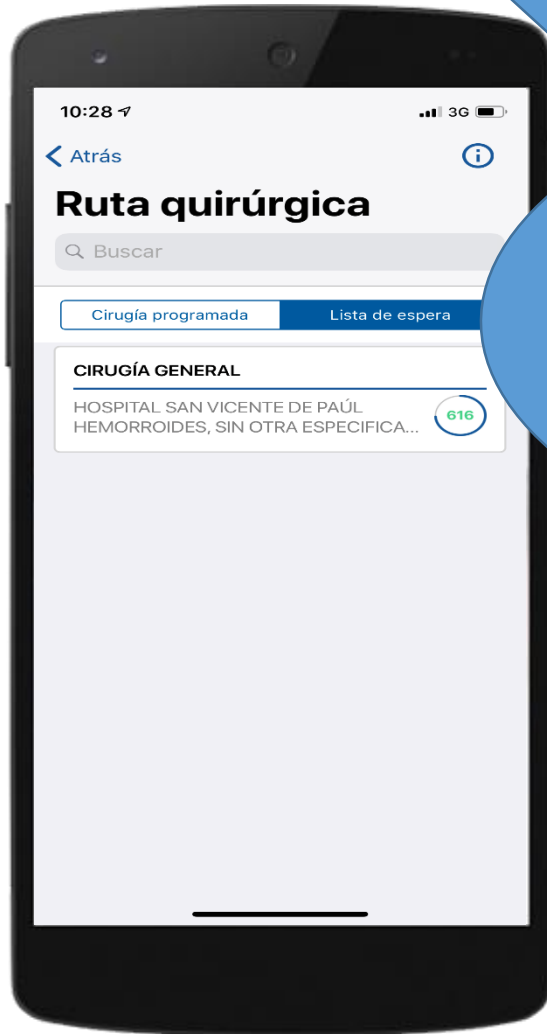 10:28
3G
Atrás
Ruta quirúrgica
Buscar
Cirugía programada
Lista de espera
CIRUGÍA GENERAL
HOSPITAL SAN VICENTE DE PAÚL
HEMORROIDES, SIN OTRA ESPECIFICA...
616